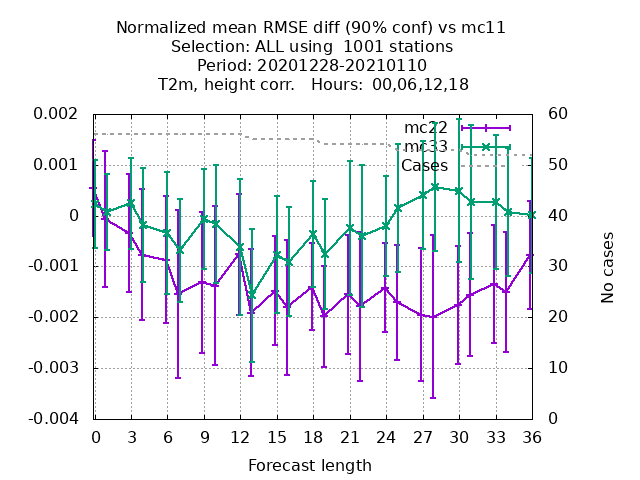 Normalized mean RMSE diff (90% conf) vs mc11
Selection: ALL using  1001 stations
Period: 20201228-20210110
T2m, height corr.   Hours:  00,06,12,18
0.002
0.001
0
-0.001
-0.002
-0.003
-0.004
60
50
40
30
20
10
0
mc22
mc33
Cases
No cases
0 3 6 9 12 15 18 21 24 27 30 33 36
Forecast length